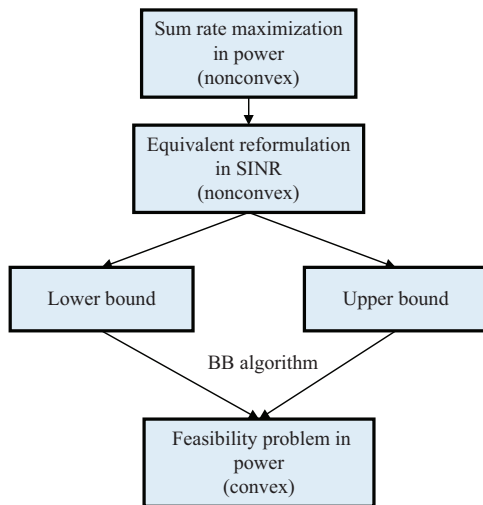 Sum rate maximization
in power
(nonconvex)
Equivalent reformulation
in SINR
(nonconvex)
Lower bound
Upper bound
BB algorithm
Feasibility problem in
power
(convex)